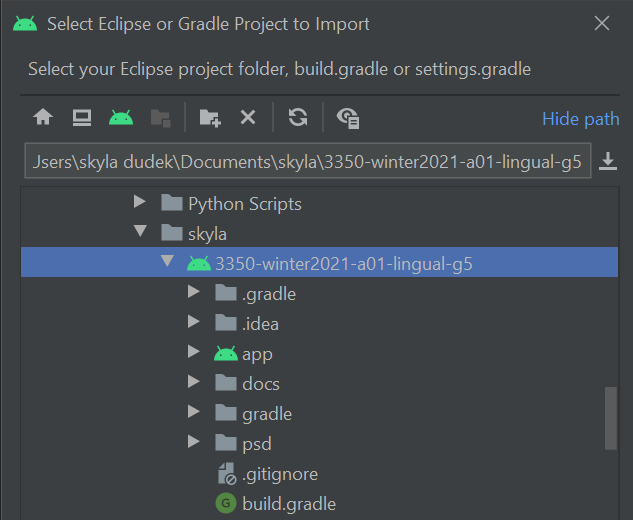 Select Eclipse or Gradle Project to Import
Select your Eclipse project folder, build.gradle or settings.gradle
Hide path
Jsers\skyla dudek\Documents\skyla\3350-winter2021-a01-lingual-g5
Python Scripts
skyla
3350-winter2021-a01-lingual-g5
.gradle
.idea
app
docs
gradle
psd
.gitignore
G build.gradle